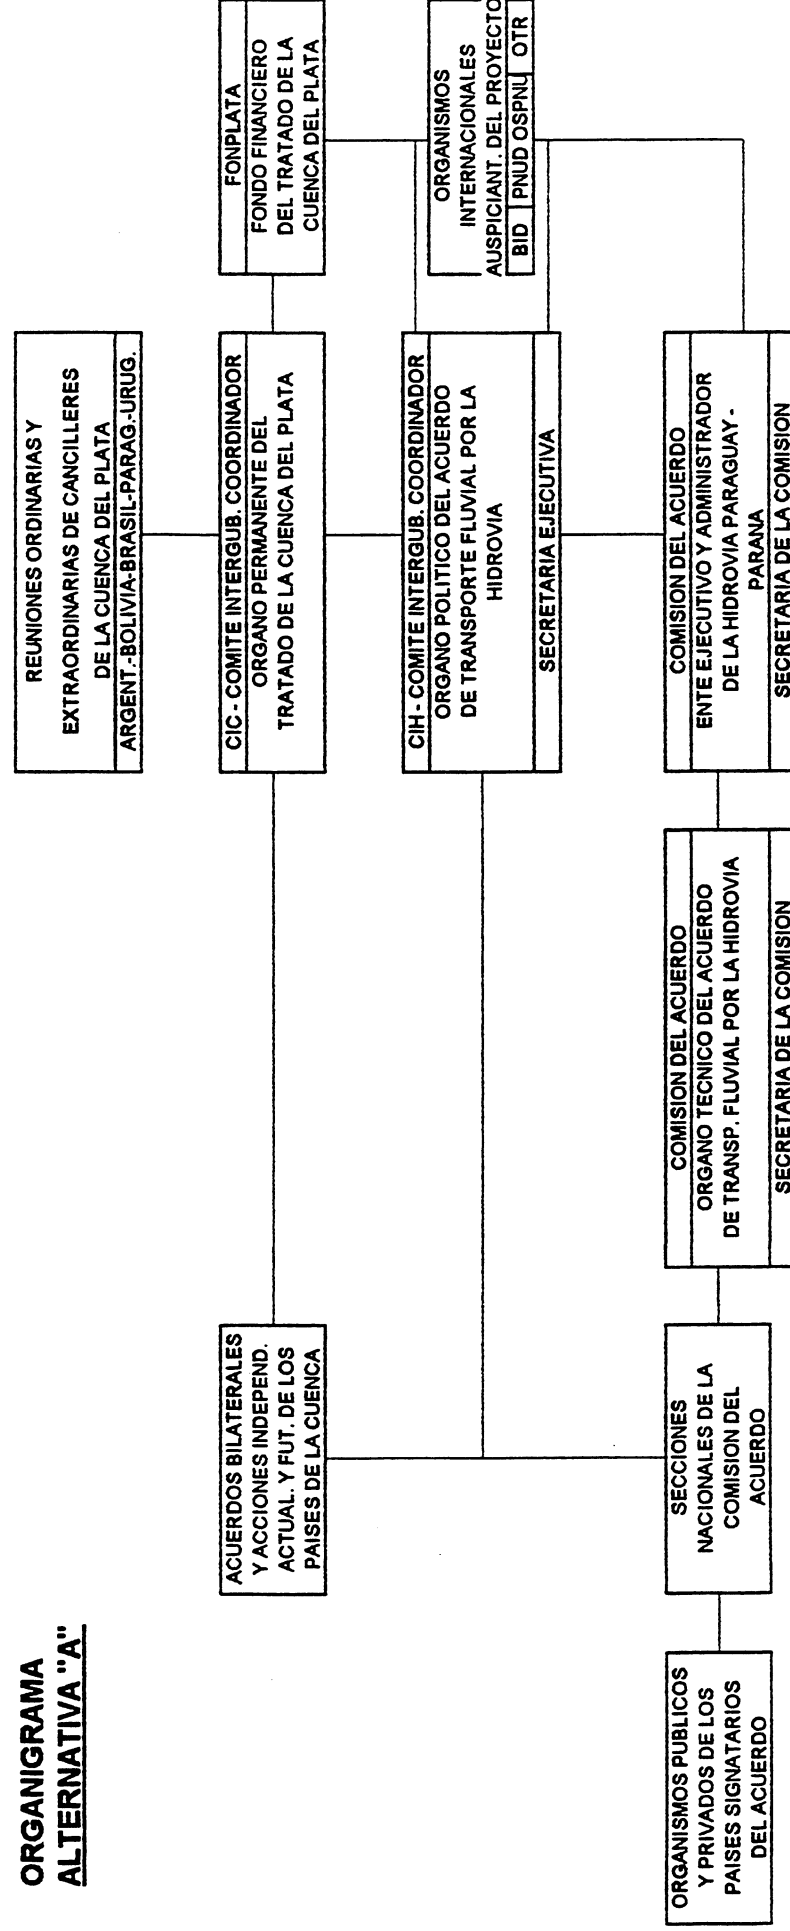 ORGANIGRAMA
ALTERNATIVA "A"
REUNIONES ORDINARIAS Y
EXTRAORDINARIAS DE CANCILLERES
DE LA CUENCA DEL PLATA
ARGENT.-BOLIVIA-BRASIL-PARAG.-URUG.
ACUERDOS BILATERALES
Y ACCIONES INDEPEND.
ACTUAL. Y FUT. DE LOS
PAISES DE LA CUENCA
CIC - COMITE INTERGUB. COORDINADOR
ORGANO PERMANENTE DEL
TRATADO DE LA CUENCA DEL PLATA
FONPLATA
FONDO FINANCIERO
DEL TRATADO DE LA
CUENCA DEL PLATA
CIH - COMITE INTERGUB. COORDINADOR
ORGANO POLITICO DEL ACUERDO
DE TRANSPORTE FLUVIAL POR LA
HIDROVIA
SECRETARIA EJECUTIVA
ORGANISMOS
INTERNACIONALES
AUSPICIANT. DEL PROYECTO
BID PNUD OSPNU OTR
ORGANISMOS PUBLICOS
Y PRIVADOS DE LOS
PAISES SIGNATARIOS
DEL ACUERDO
SECCIONES
NACIONALES DE LA
COMISION DEL
ACUERDO
COMISION DEL ACUERDO
ORGANO TECNICO DEL ACUERDO
DE TRANSP. FLUVIAL POR LA HIDROVIA
SECRETARIA DE LA COMISION
COMISION DEL ACUERDO
ENTE EJECUTIVO Y ADMINISTRADOR
DE LA HIDROVIA PARAGUAY -
PARANA
SECRETARIA DE LA COMISION